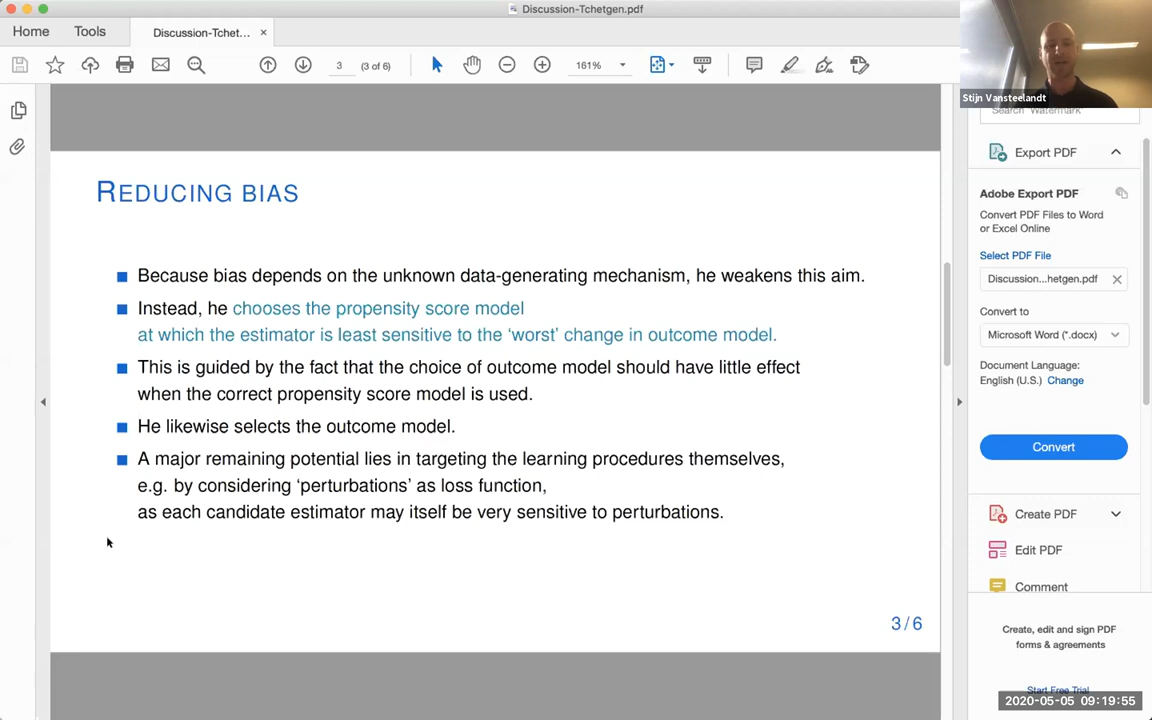 Discussion-Tchetgen.pdf
Home
Tools
Discussion-Tchet...
3
(3 of 6)
161%
Stijn Vansteelandt
Search 'Watermark'
REDUCING BIAS
Because bias depends on the unknown data-generating mechanism, he weakens this aim.
Instead, he chooses the propensity score model
at which the estimator is least sensitive to the ‘worst’ change in outcome model.
This is guided by the fact that the choice of outcome model should have little effect
when the correct propensity score model is used.
He likewise selects the outcome model.
A major remaining potential lies in targeting the learning procedures themselves,
e.g. by considering ‘perturbations’ as loss function,
as each candidate estimator may itself be very sensitive to perturbations.
3/6
Export PDF
Adobe Export PDF
Convert PDF Files to Word
or Excel Online
Select PDF File
Discussion...hetgen.pdf
Convert to
Microsoft Word (*.docx)
Document Language:
English (U.S.) Change
Convert
Create PDF
Edit PDF
Comment
Create, edit and sign PDF
forms & agreements
Start Free Trial
2020-05-05 09:19:55